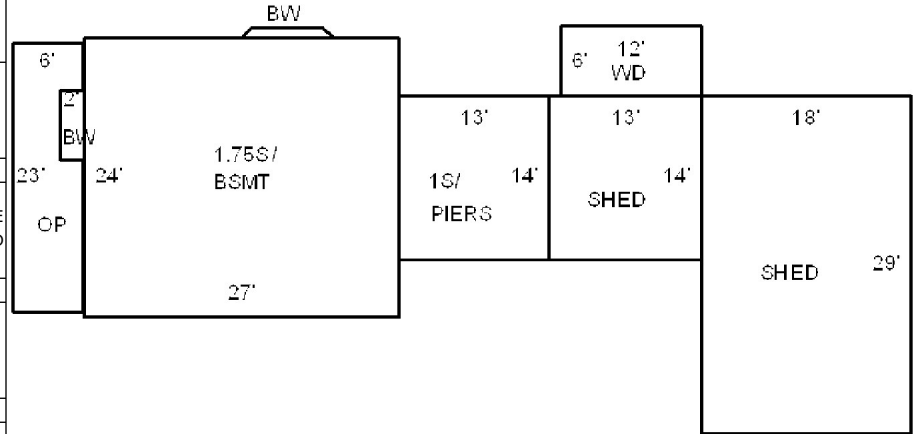 BW
6'
2'
BW
23'
OP
24'
1.75S/
BSMT
27'
13'
1S/
14'
PIERS
6'
12'
WD
13'
14'
SHED
18'
SHED
29'